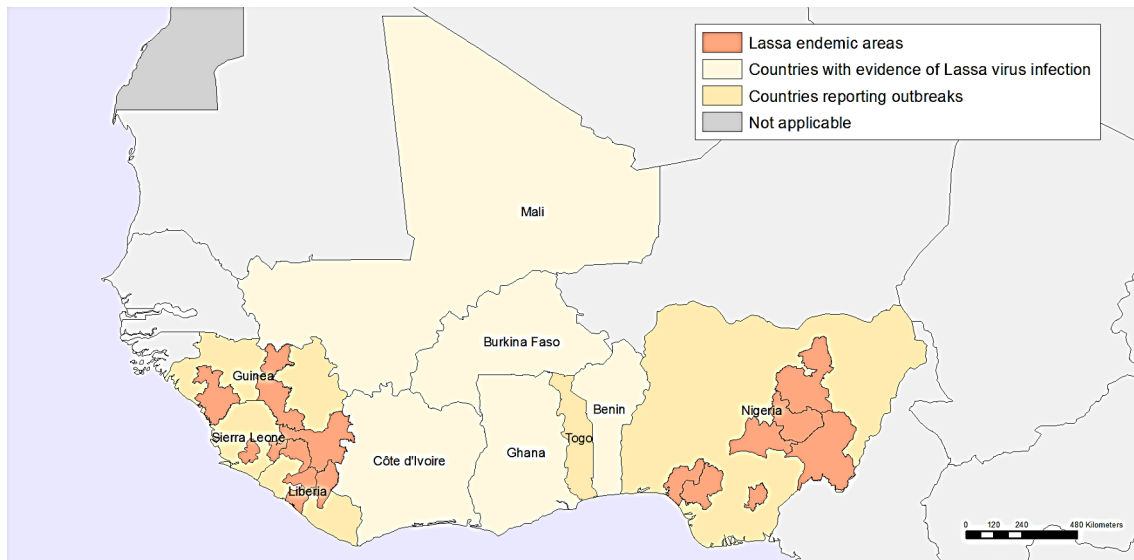 Lassa endemic areas
Countries with evidence of Lassa virus infection
Countries reporting outbreaks
Not applicable
Mali
Burkina Faso
Guinea
Benin
Nigeria
Sierra Leone
Togo
Ghana
Côte d'Ivoire
Liberia
0 120 240 480 Kilometers